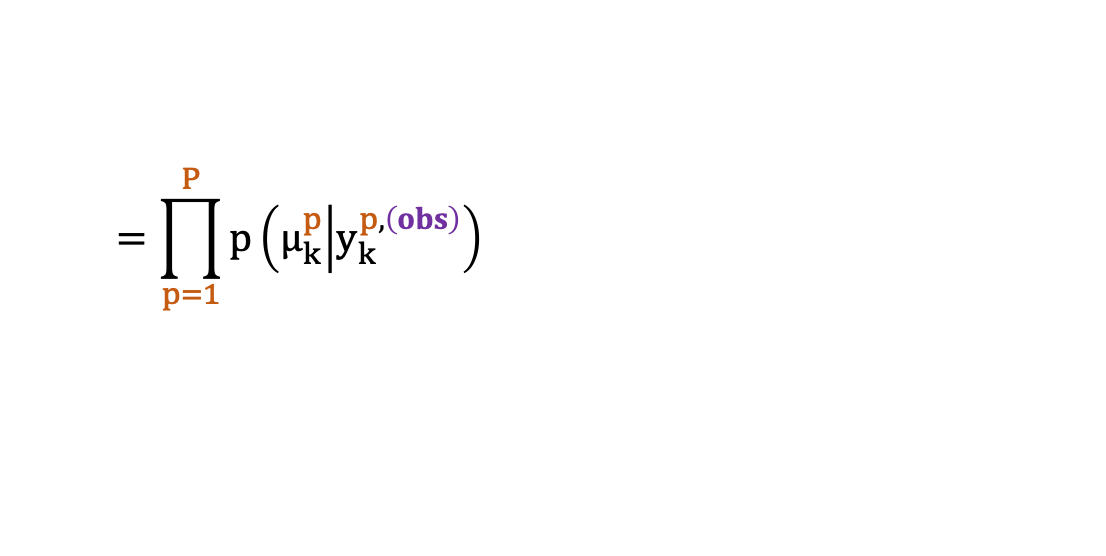 = ∏_{p=1}^{P} p(μ_k^p|y_k^{p,(obs)})